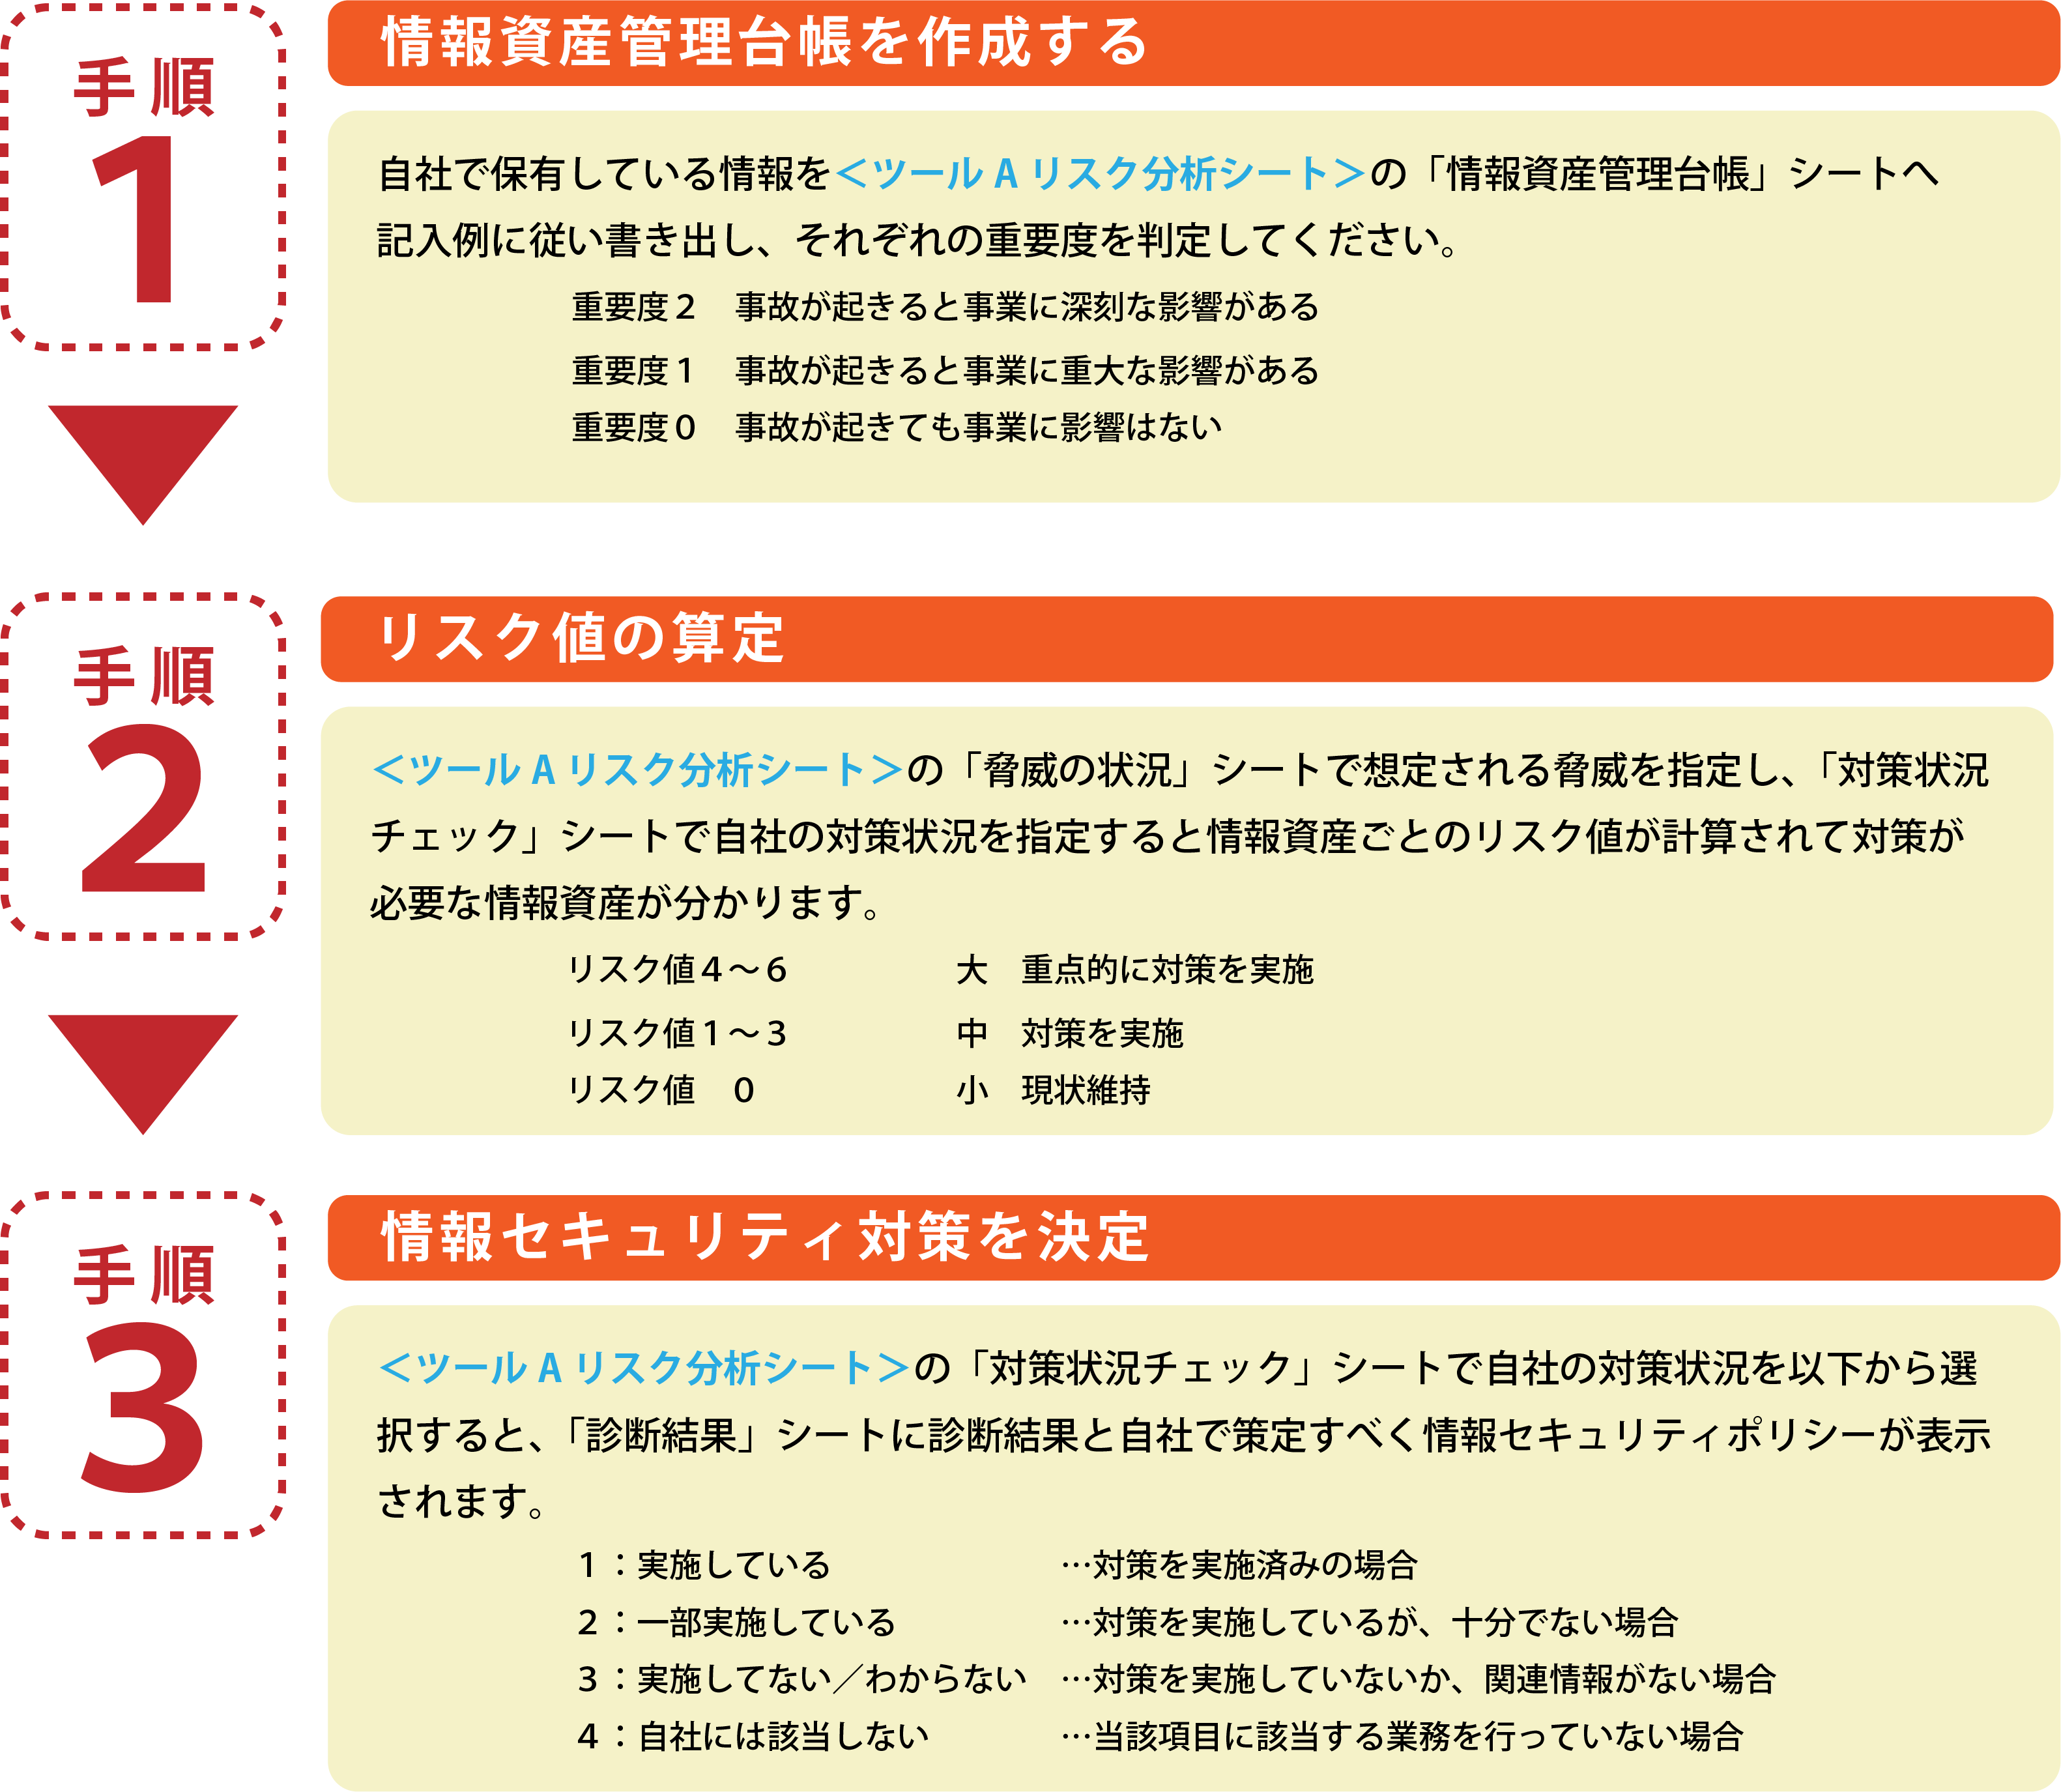 手順
1
情報資産管理台帳を作成する
自社で保有している情報を＜ツール A リスク分析シート＞の「情報資産管理台帳」シートへ
記入例に従い書き出し、それぞれの重要度を判定してください。
重要度２　事故が起きると事業に深刻な影響がある
重要度１　事故が起きると事業に重大な影響がある
重要度０　事故が起きても事業に影響はない
手順
2
リスク値の算定
＜ツール A リスク分析シート＞の「脅威の状況」シートで想定される脅威を指定し、「対策状況
チェック」シートで自社の対策状況を指定すると情報資産ごとのリスク値が計算されて対策が
必要な情報資産が分かります。
リスク値４～６　大　重点的に対策を実施
リスク値１～３　中　対策を実施
リスク値　０　小　現状維持
手順
3
情報セキュリティ対策を決定
＜ツール A リスク分析シート＞の「対策状況チェック」シートで自社の対策状況を以下から選
択すると、「診断結果」シートに診断結果と自社で策定すべく情報セキュリティポリシーが表示
されます。
１：実施している　…対策を実施済みの場合
２：一部実施している　…対策を実施しているが、十分でない場合
３：実施してない／わからない　…対策を実施していないか、関連情報がない場合
４：自社には該当しない　…当該項目に該当する業務を行っていない場合